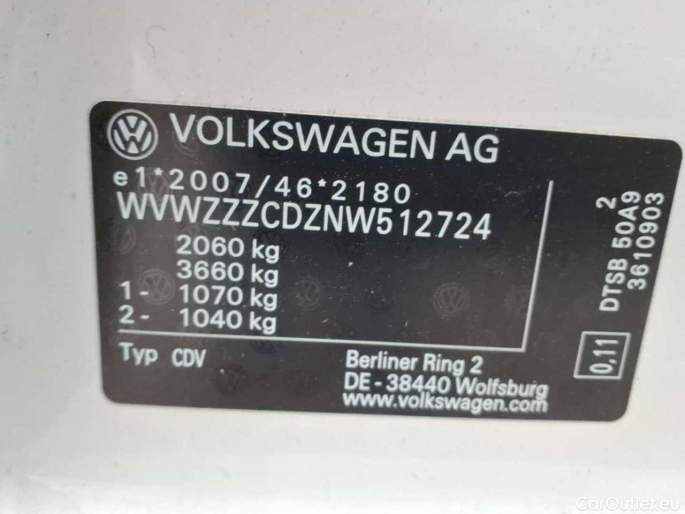 VOLKSWAGEN AG
e1*2007/46*2180
WVWZZZCDZNW512724
2060 kg
3660 kg
1- 1070 kg
2- 1040 kg
Typ CDV
Berliner Ring 2
DE - 38440 Wolfsburg
www.volkswagen.com
2
DTSB 50A9
3610903
0,11
CarOutlet.eu